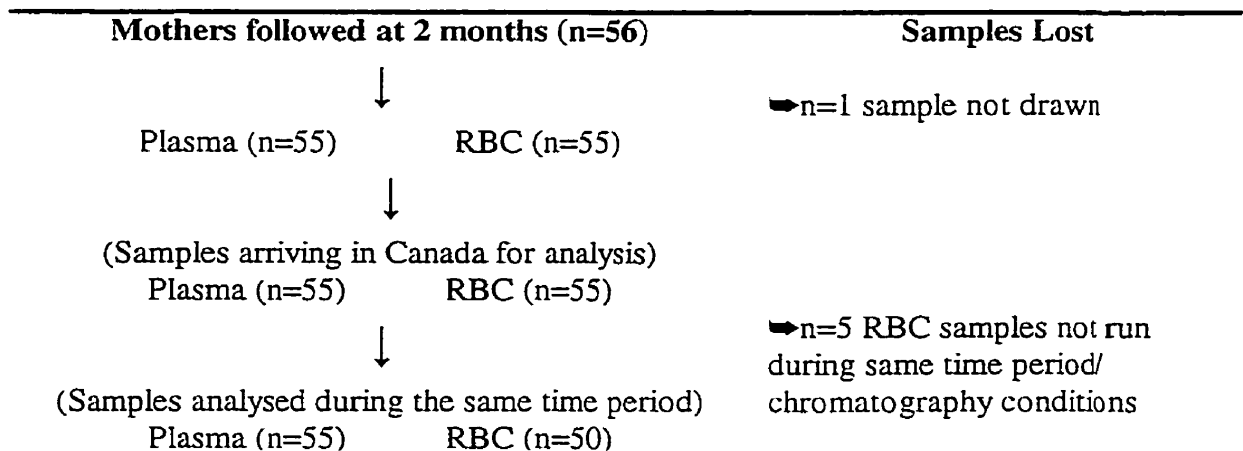 Mothers followed at 2 months (n=56) Samples Lost
↓
➥n=1 sample not drawn
Plasma (n=55) RBC (n=55)
↓
(Samples arriving in Canada for analysis)
Plasma (n=55) RBC (n=55)
↓
➥n=5 RBC samples not run
during same time period/
chromatography conditions
(Samples analysed during the same time period)
Plasma (n=55) RBC (n=50)